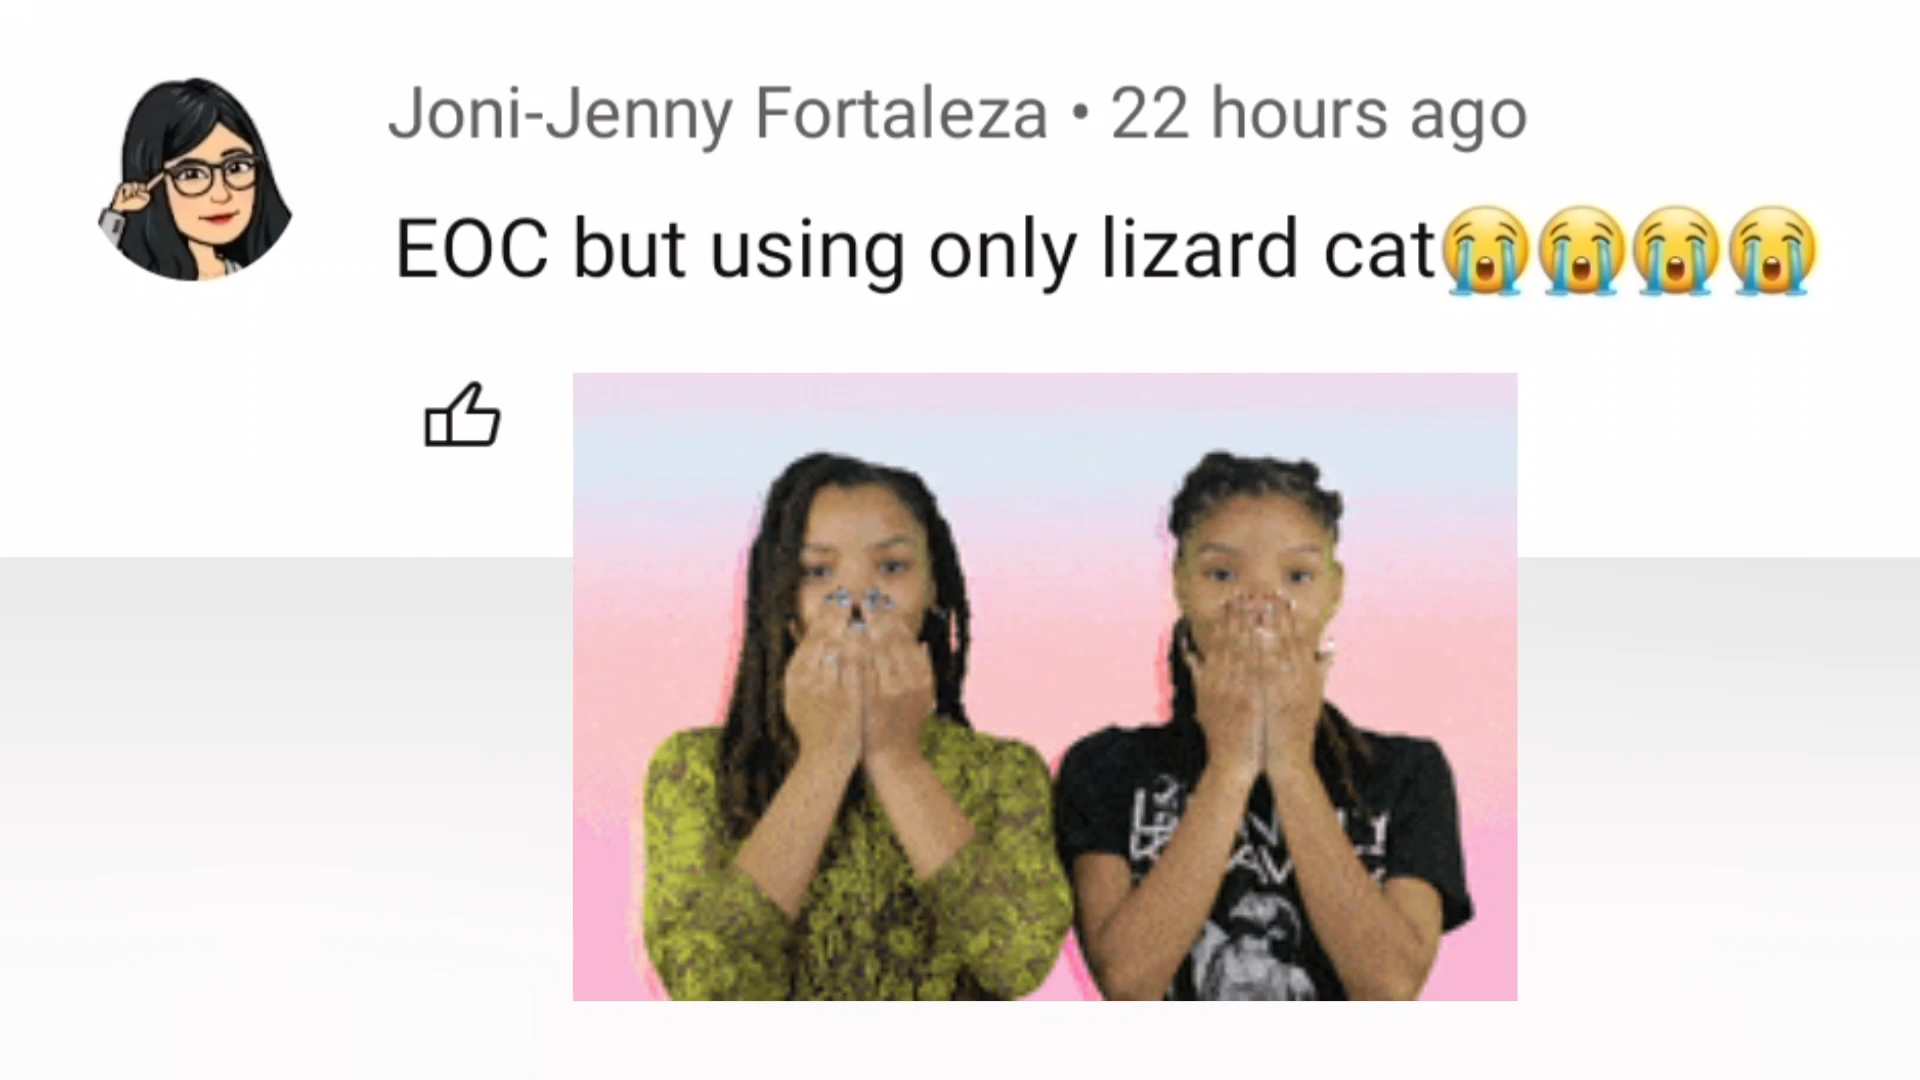 Joni-Jenny Fortaleza • 22 hours ago
EOC but using only lizard cat😭😭😭😭